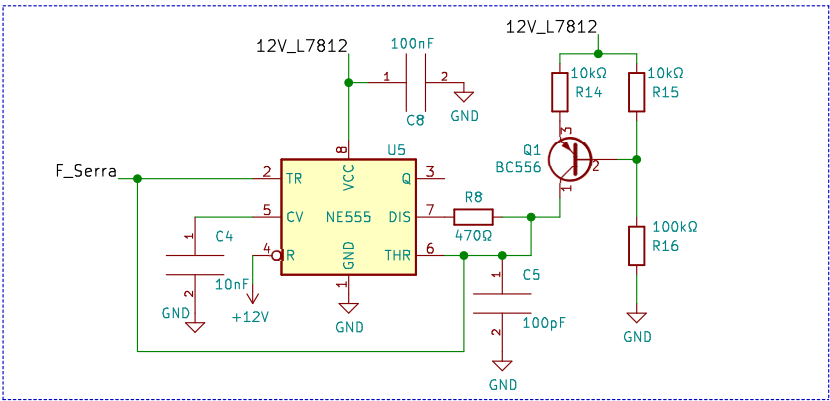 12V_L7812
100nF
1
2
GND
C8
12V_L7812
10kΩ
R14
10kΩ
R15
Q1
BC556
3
2
1
F_Serra
U5
8
VCC
2
TR
Q
3
5
CV
NE555
DIS
7
4
R
GND
THR
6
1
GND
R8
470Ω
C4
1
10nF
2
GND
+12V
C5
1
100pF
2
GND
100kΩ
R16
GND